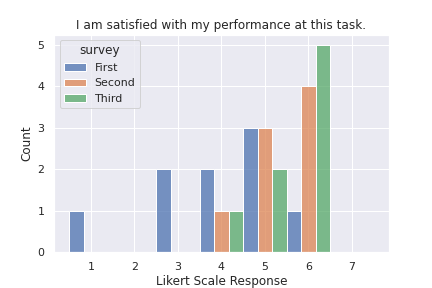 I am satisfied with my performance at this task.
survey
First
Second
Third
5
4
3
2
1
0
Count
1 2 3 4 5 6 7
Likert Scale Response